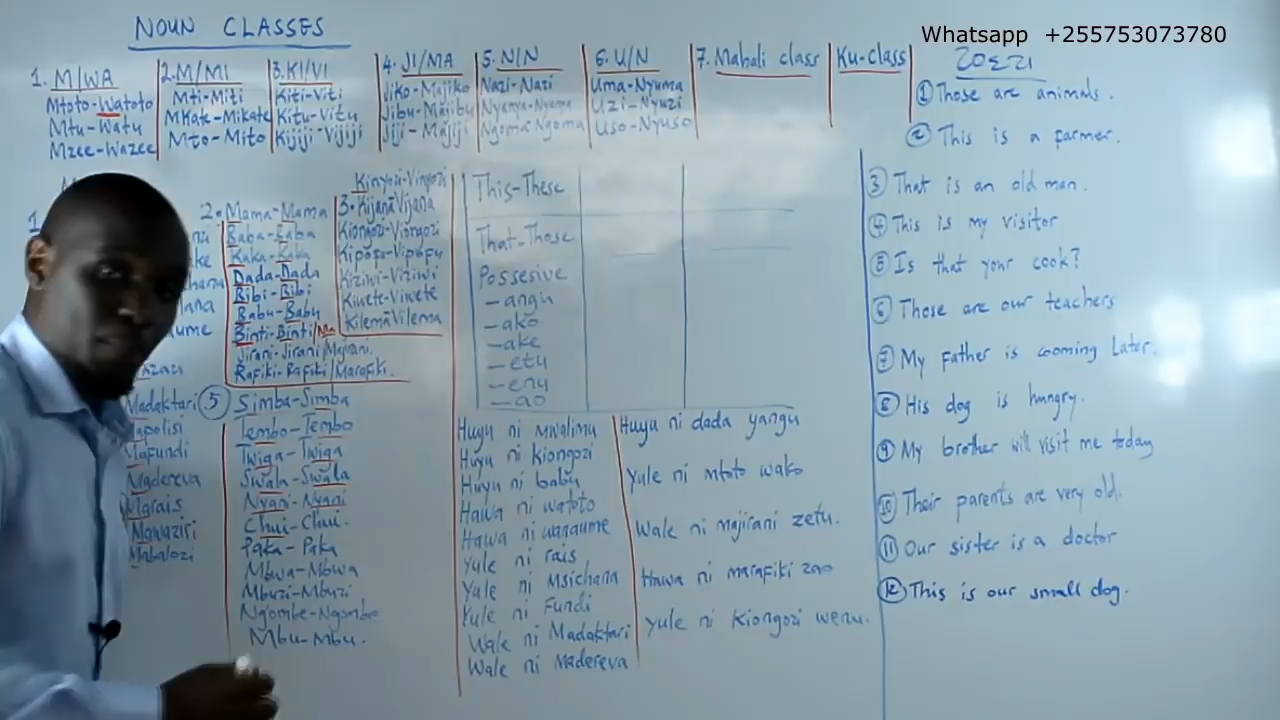 NOUN CLASSES
Whatsapp +255753073780
1. M/WA
Mtoto-Watoto
Mtu-Watu
Mzee-Wazee
2. M/MI
Mti-Miti
Mkate-Mikate
Mto-Mito
3. KI/VI
Kiti-Viti
Kitu-Vitu
Kijiji-Vijiji
4. JI/MA
Jiko-Majiko
Jibu-Majibu
Jiji-Majiji
5. N/N
Nazi-Nazi
Nyanya-Nyanya
Ngoma Ngoma
6. U/N
Uma-Nyuma
Uzi-Nyuzi
Uso-Nyuso
7. Mahali class
Ku-class
2. Mama-Mama
Baba-Baba
Kaka-Kaka
Dada-Dada
Bibi-Bibi
Babu-Babu
Binti-Binti/Ma
Jirani-Jirani/Majirani.
Rafiki-Rafiki/Marafiki.
Kinyozi-Vinyozi
3. Kijana Vijana
Kiongozi-Viongozi
Kipofu-Vipofu
Kiziwi-Viziwi
Kiwete-Viwete
Kilema Vilema
Madaktari
Mapolisi
Mafundi
Madereva
Marais
Mawaziri
Mabalozi
5 Simba-Simba
Tembo-Tembo
Twiga-Twiga
Swala-Swala
Nyani-Nyani
Chui-Chui.
Paka-Paka
Mbwa-Mbwa
Mbuzi-Mbuzi
Ng'ombe-Ngombe
Mbu-Mbu.
This-These
That-Those
Possesive
-angu
-ako
-ake
-etu
-enu
-ao
Huyu ni mwalimu
Huyu ni kiongozi
Huyu ni babu
Hawa ni watoto
Hawa ni wanaume
Yule ni rais
Yule ni Msichana
Yule ni Fundi
Wale ni Madaktari
Wale ni Madereva
Huyu ni dada yangu
Yule ni mtoto wako
Wale ni majirani zetu.
Hawa ni marafiki zao
Yule ni kiongozi wenu.
ZOEZI
1 Those are animals.
2 This is a farmer.
3 That is an old man.
4 This is my visitor
5 Is that your cook?
6 Those are our teachers
7 My father is cooming Later.
8 His dog is hungry.
9 My brother will visit me today
10 Their parents are very old.
11 Our sister is a doctor
12 This is our small dog.